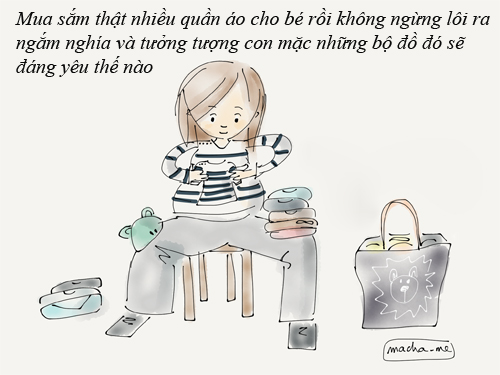 Mua sắm thật nhiều quần áo cho bé rồi không ngừng lôi ra
ngắm nghía và tưởng tượng con mặc những bộ đồ đó sẽ
đáng yêu thế nào
macha-me